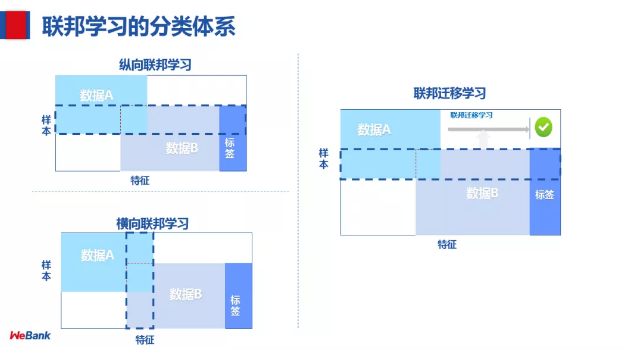 联邦学习的分类体系
纵向联邦学习
数据A
样本
数据B
标签
特征
横向联邦学习
数据A
样本
数据B
标签
特征
联邦迁移学习
联邦迁移学习
数据A
样本
数据B
标签
特征
WeBank